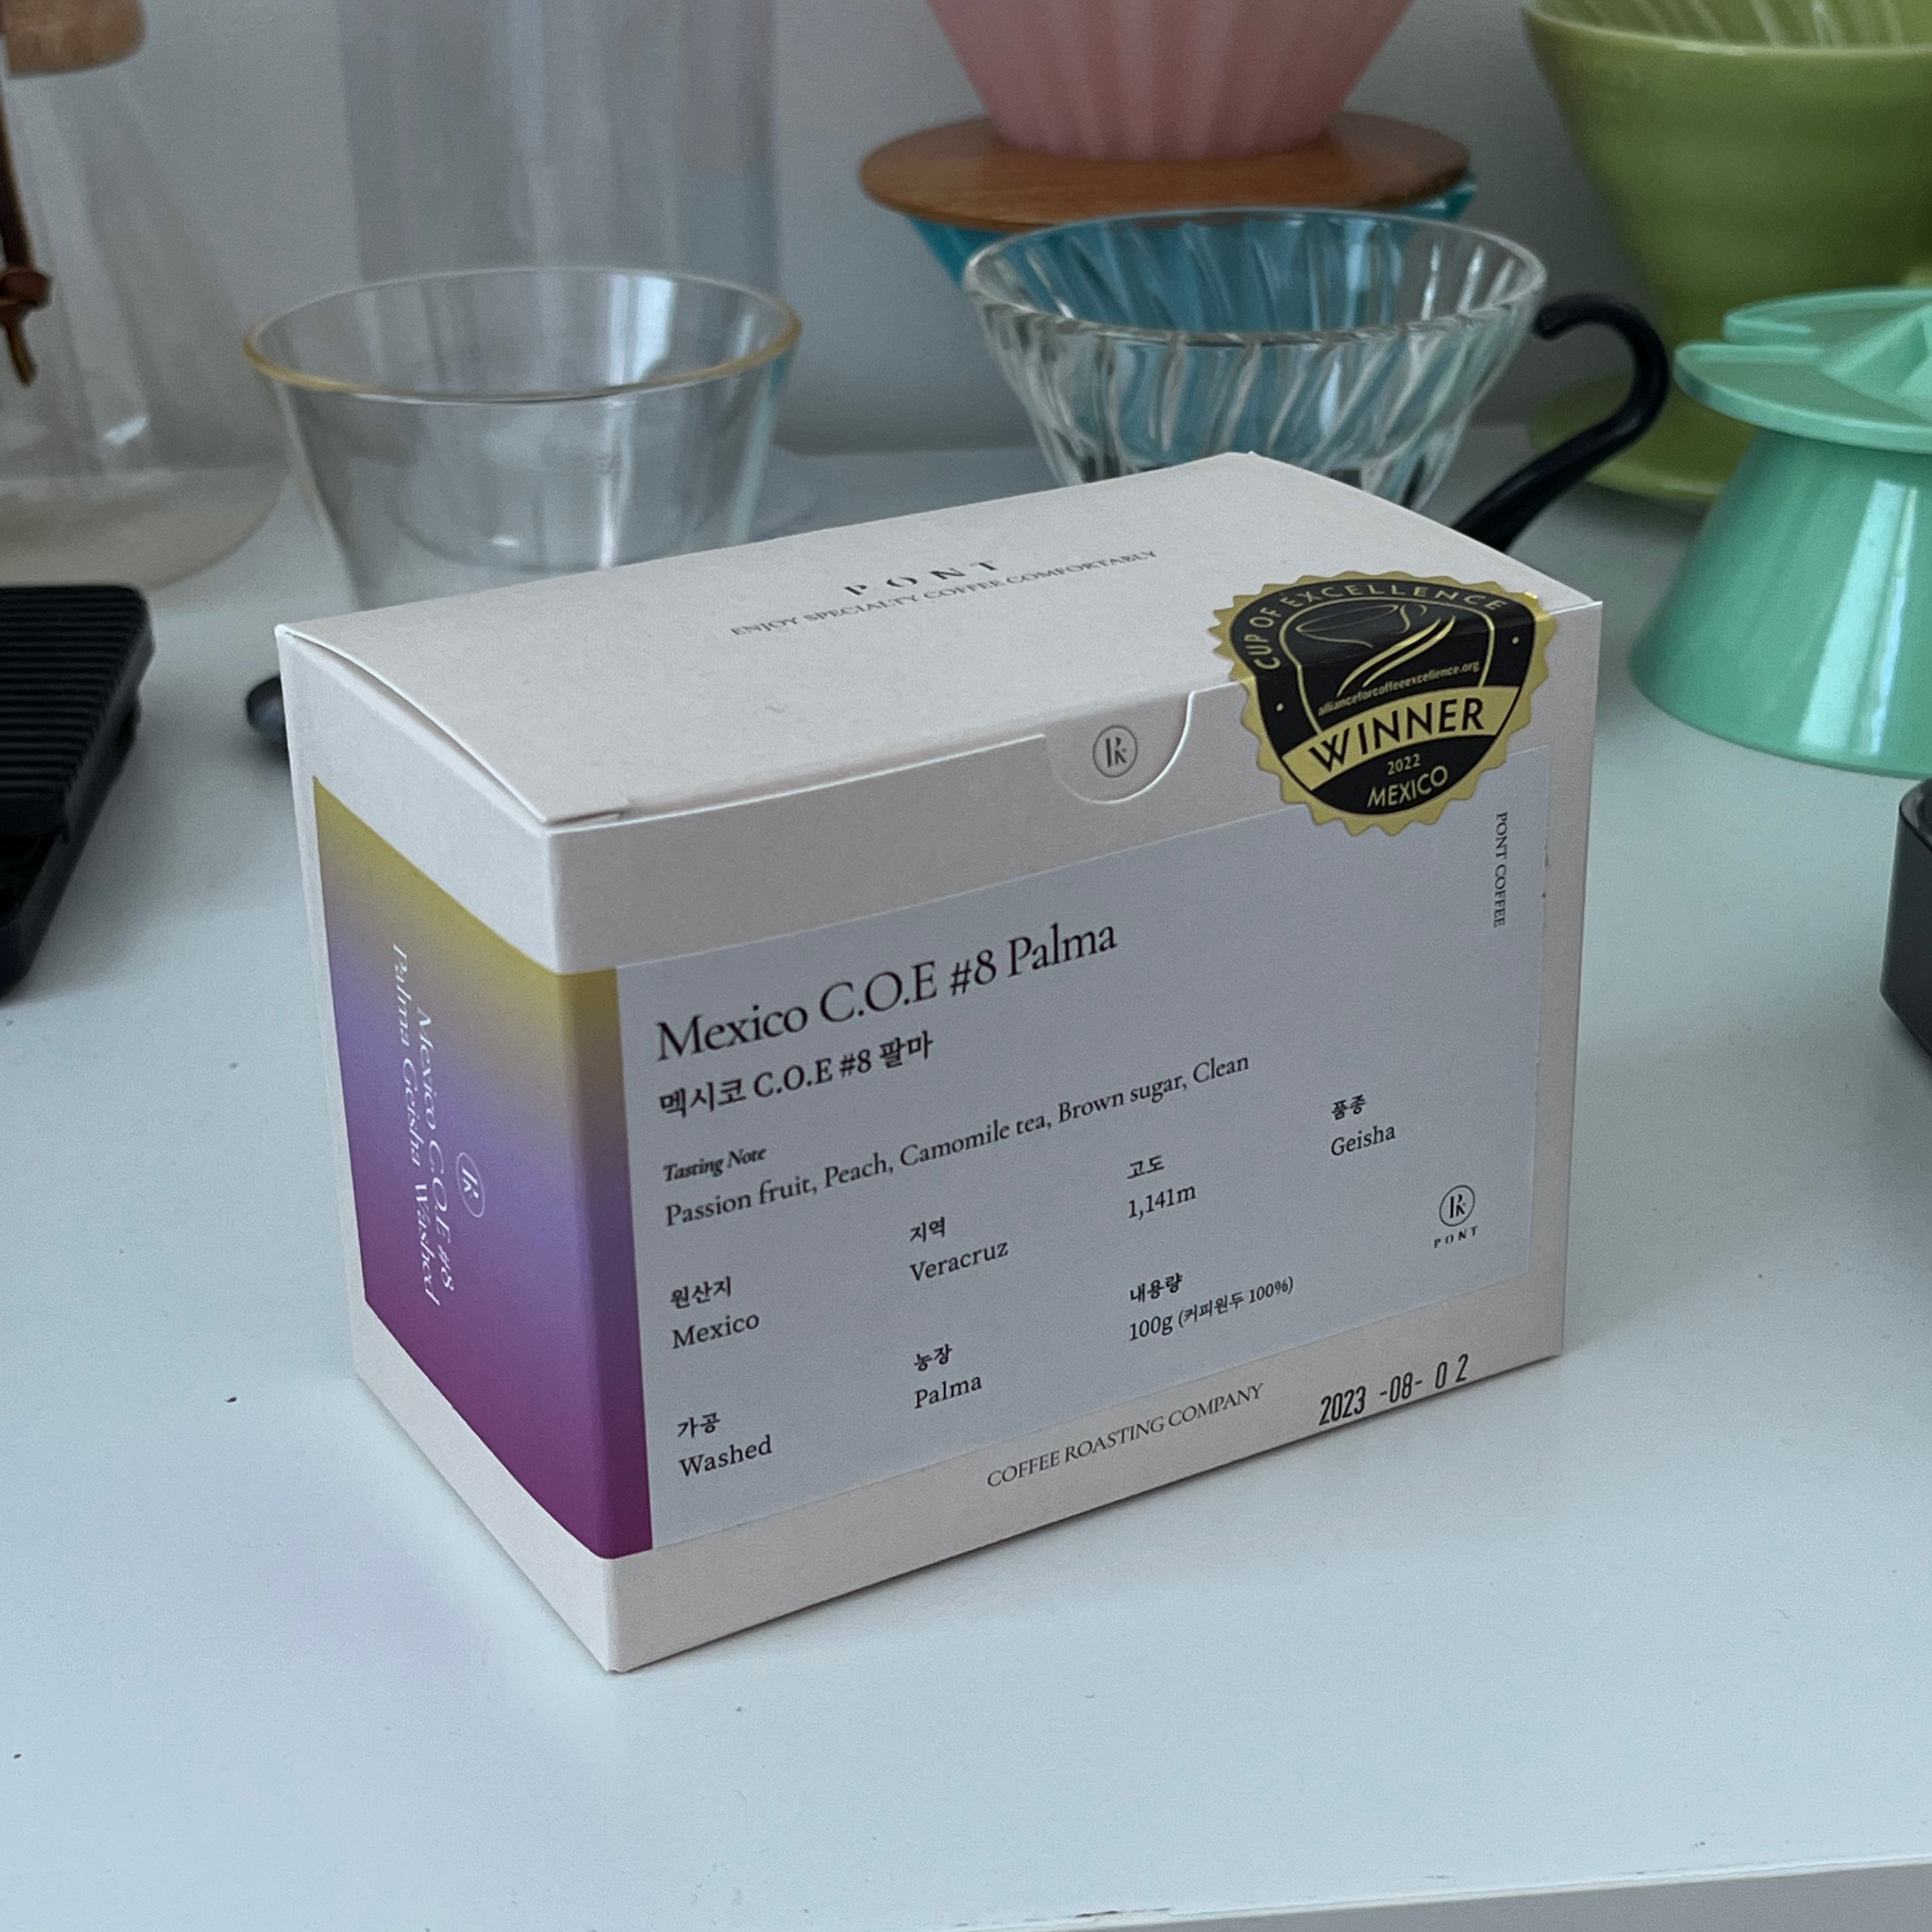 PONT
ENJOY SPECIALTY COFFEE COMFORTABLY
CUP OF EXCELLENCE
allianceforcoffeeexcellence.org
WINNER
2022
MEXICO
PONT COFFEE
Mexico C.O.E #8 Palma
멕시코 C.O.E #8 팔마
Tasting Note
Passion fruit, Peach, Camomile tea, Brown sugar, Clean
원산지
Mexico
지역
Veracruz
고도
1,141m
품종
Geisha
가공
Washed
농장
Palma
내용량
100g (커피원두 100%)
PONT
COFFEE ROASTING COMPANY
2023 -08- 0 2
Mexico C.O.E #8
Palma Geisha Washed